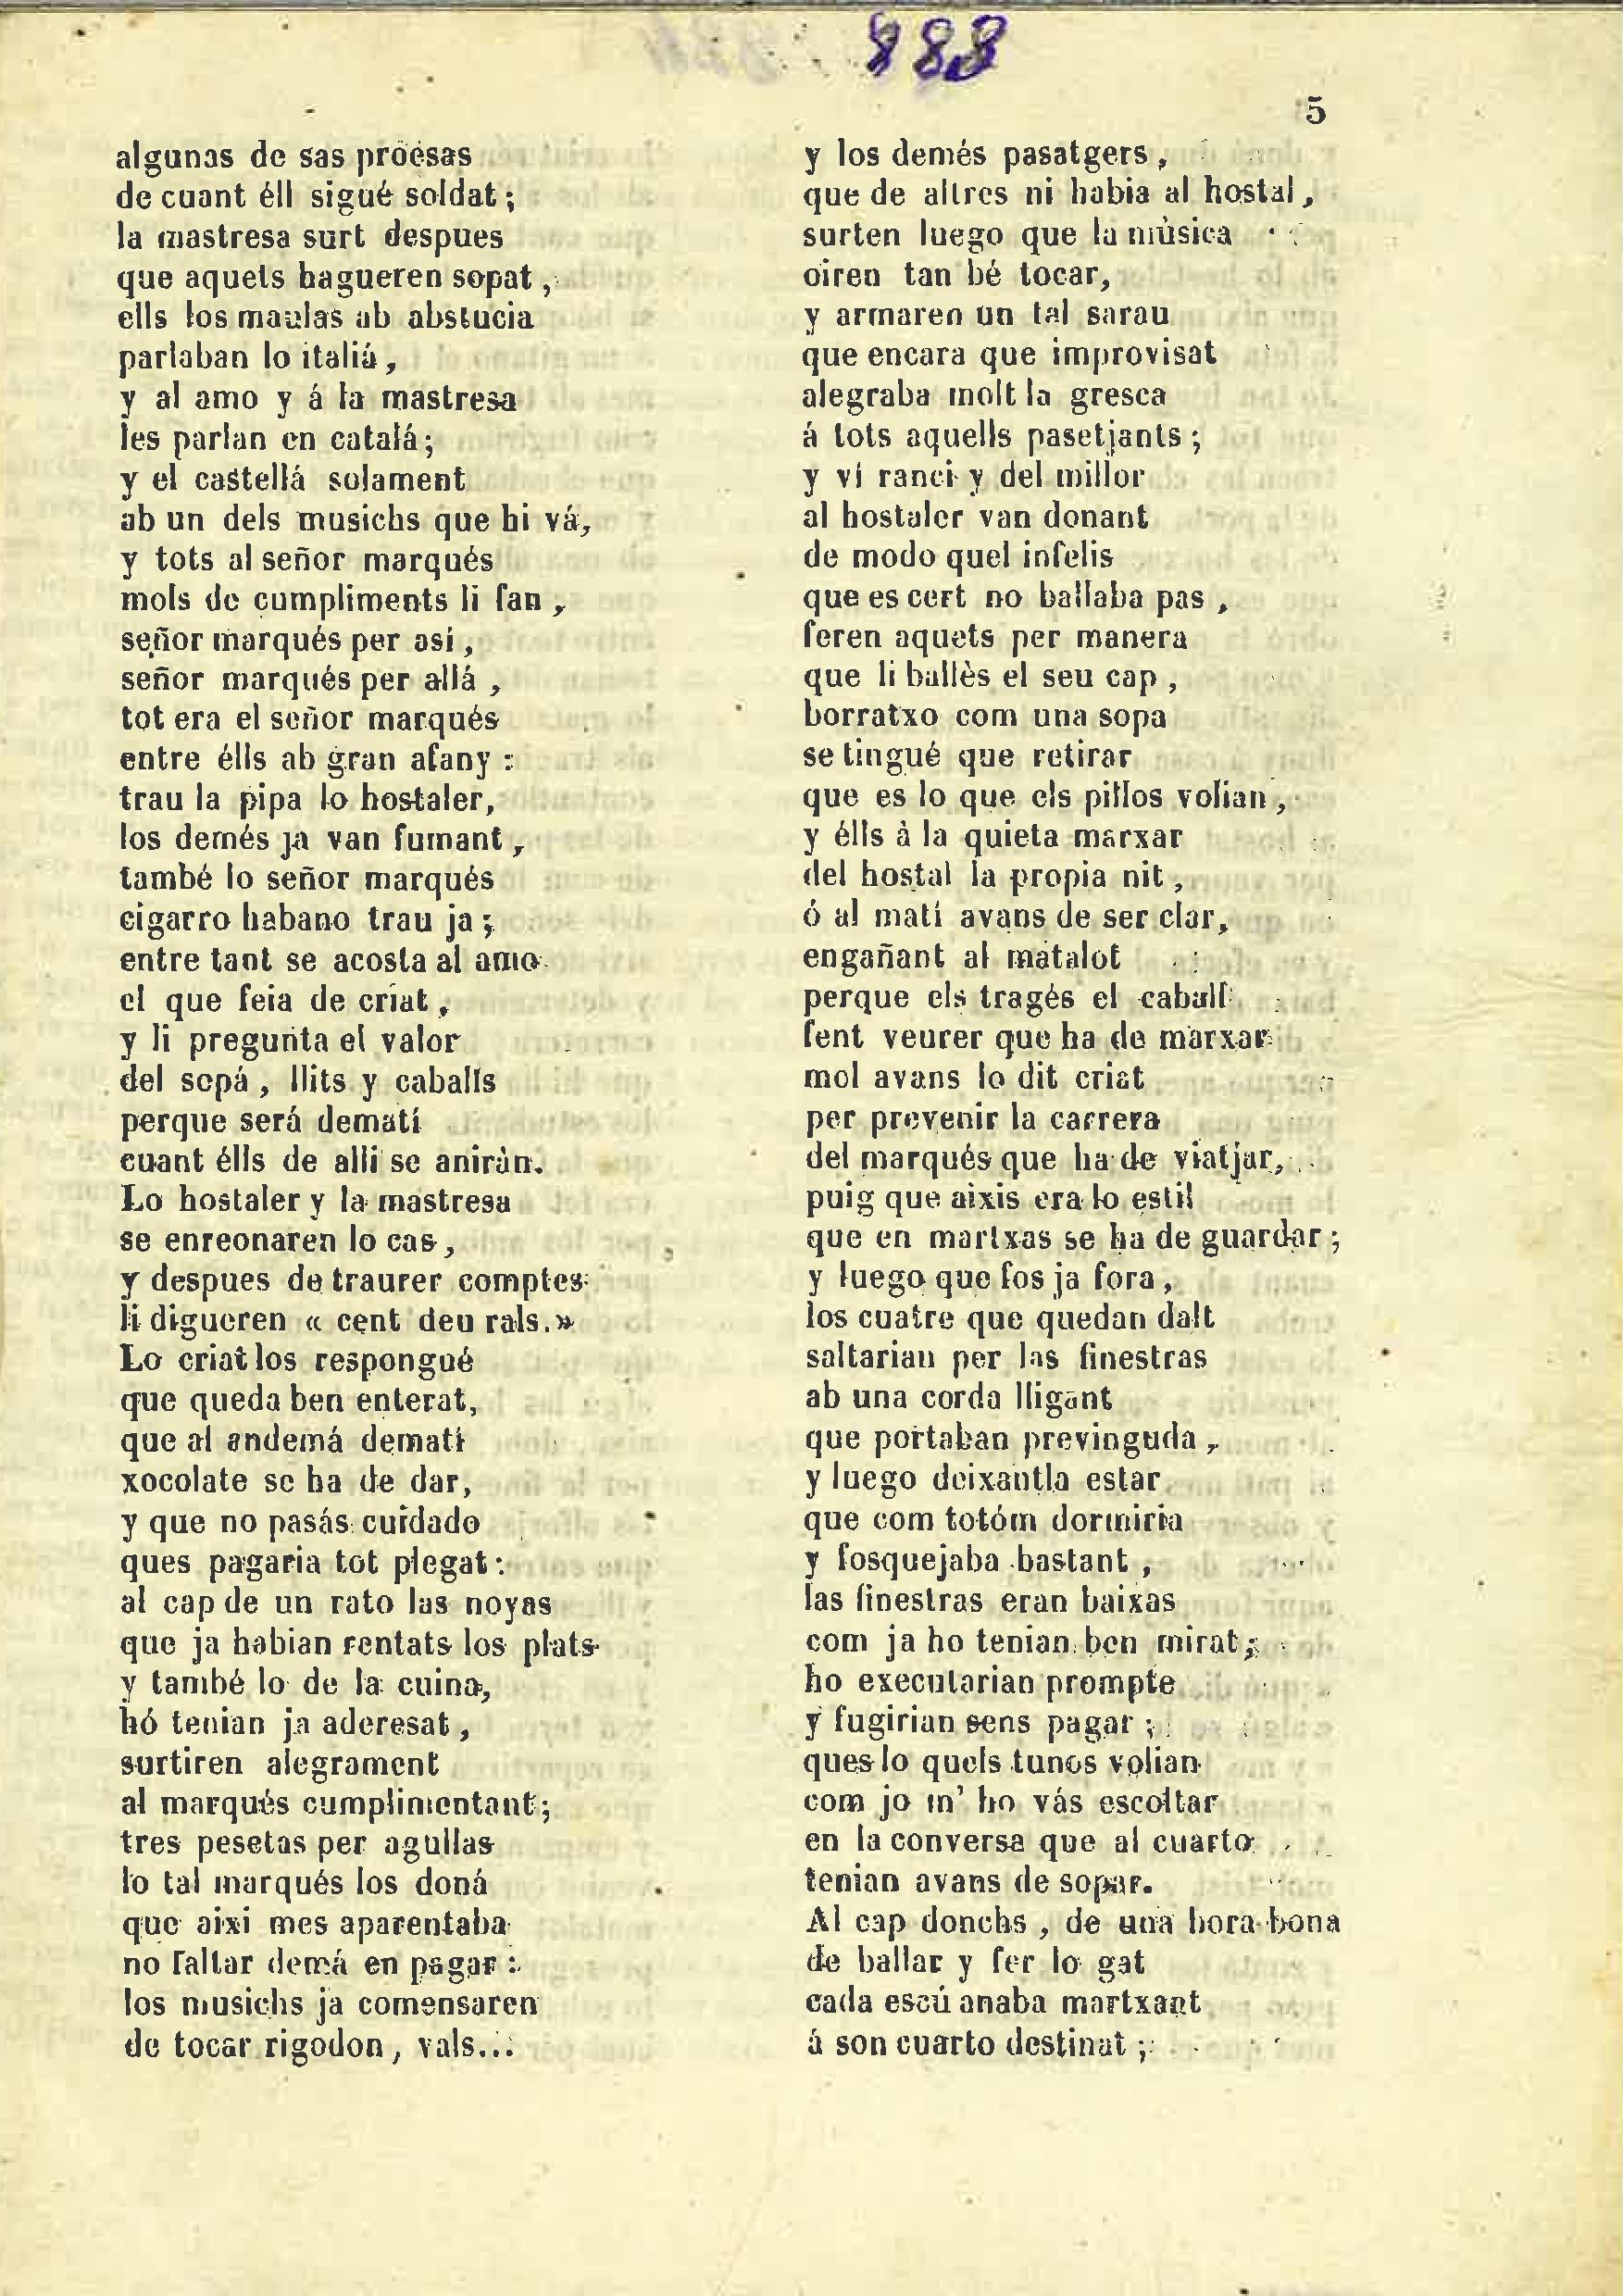 888
5
algunas de sas proësas
de cuant éll sigué soldat;
la mastresa surt despues
que aquets hagueren sopat,
ells los maulas ab abstucia
parlaban lo italiá,
y al amo y á la mastresa
les parlan en catalá;
y el castellá solament
ab un dels musichs que hi vá,
y tots al señor marqués
mols de cumpliments li fan,
señor marqués per asi,
señor marqués per allá,
tot era el señor marqués
entre élls ab gran afany:
trau la pipa lo hostaler,
los demés ja van fumant,
també lo señor marqués
cigarro habano trau ja;
entre tant se acosta al amo
el que feia de criat,
y li pregunta el valor
del sopá, llits y caballs
perque será dematí
cuant élls de alli se aniràn.
Lo hostaler y la mastresa
se enreonaren lo cas,
y despues de traurer comptes
li digueren « cent deu rals.»
Lo criat los respongué
que queda ben enterat,
que al andemá dematí
xocolate se ha de dar,
y que no pasás cuidado
ques pagaria tot plegat:
al cap de un rato las noyas
que ja habian rentats los plats
y també lo de la cuina,
hó tenian ja aderesat,
surtiren alegrament
al marqués cumplimentant;
tres pesetas per agullas
lo tal marqués los doná
que aixi mes aparentaba
no faltar demá en pagar:
los musichs ja comensaren
de tocar rigodon, vals...
y los demés pasatgers,
que de altres ni habia al hostal,
surten luego que la mùsica
oiren tan bé tocar,
y armaren un tal sarau
que encara que improvisat
alegraba molt la gresca
á tots aquells pasetjants;
y ví ranci y del millor
al hostaler van donant
de modo quel infelis
que es cert no ballaba pas,
feren aquets per manera
que li ballès el seu cap,
borratxo com una sopa
se tingué que retirar
que es lo que els pillos volian,
y élls à la quieta marxar
del hostal la propia nit,
ó al matí avans de ser clar,
engañant al matalot
perque els tragés el caball
fent veurer que ha de marxar
mol avans lo dit criat
per prevenir la carrera
del marqués que ha de viatjar,
puig que aixis era lo estil
que en martxas se ha de guardar;
y luego que fos ja fora,
los cuatre que quedan dalt
saltarian per las finestras
ab una corda lligant
que portaban previnguda,
y luego deixantla estar
que com totóm dormiria
y fosquejaba bastant,
las finestras eran baixas
com ja ho tenian ben mirat;
ho executarian prompte
y fugirian sens pagar;
ques lo quels tunos volian
com jo m' ho vás escoltar
en la conversa que al cuarto
tenian avans de sopar.
Al cap donchs, de una hora bona
de ballar y fer lo gat
cada escú anaba martxant
á son cuarto destinat;